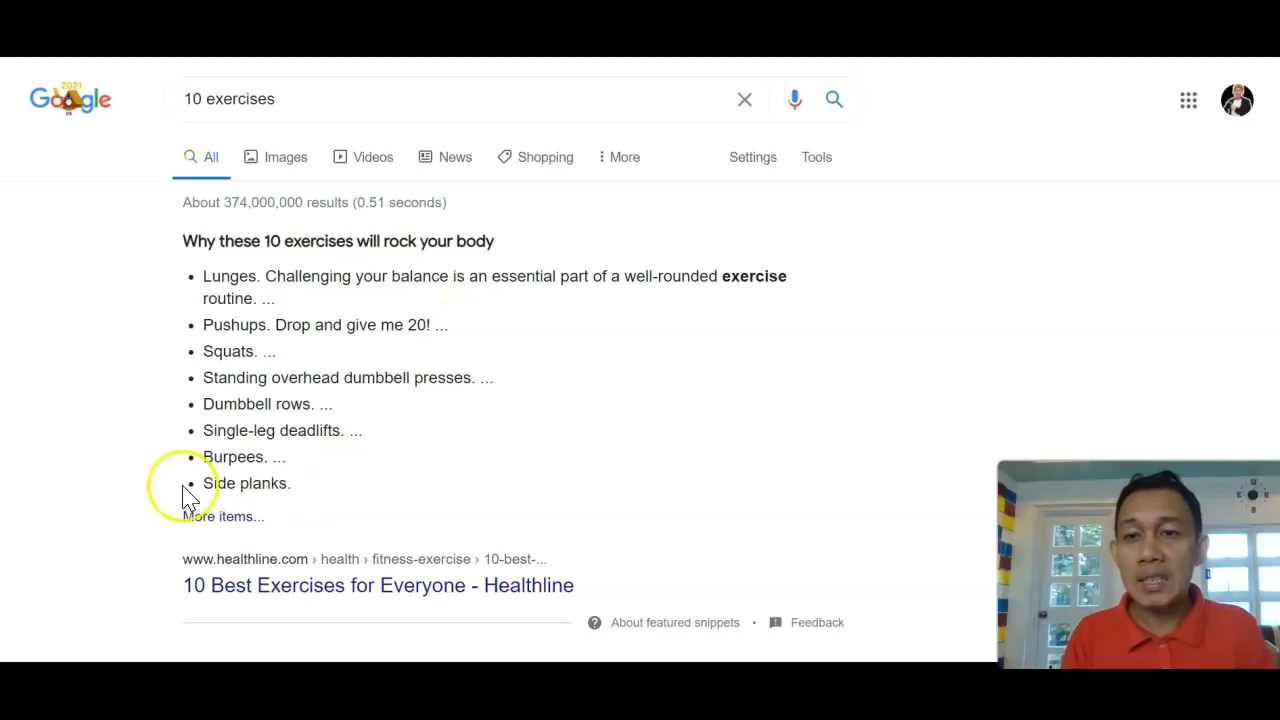 2021
Google
10 exercises
All Images Videos News Shopping More Settings Tools
About 374,000,000 results (0.51 seconds)
Why these 10 exercises will rock your body
Lunges. Challenging your balance is an essential part of a well-rounded exercise
routine. ...
Pushups. Drop and give me 20! ...
Squats. ...
Standing overhead dumbbell presses. ...
Dumbbell rows. ...
Single-leg deadlifts. ...
Burpees. ...
Side planks.
More items...
www.healthline.com › health › fitness-exercise › 10-best-...
10 Best Exercises for Everyone - Healthline
About featured snippets • Feedback